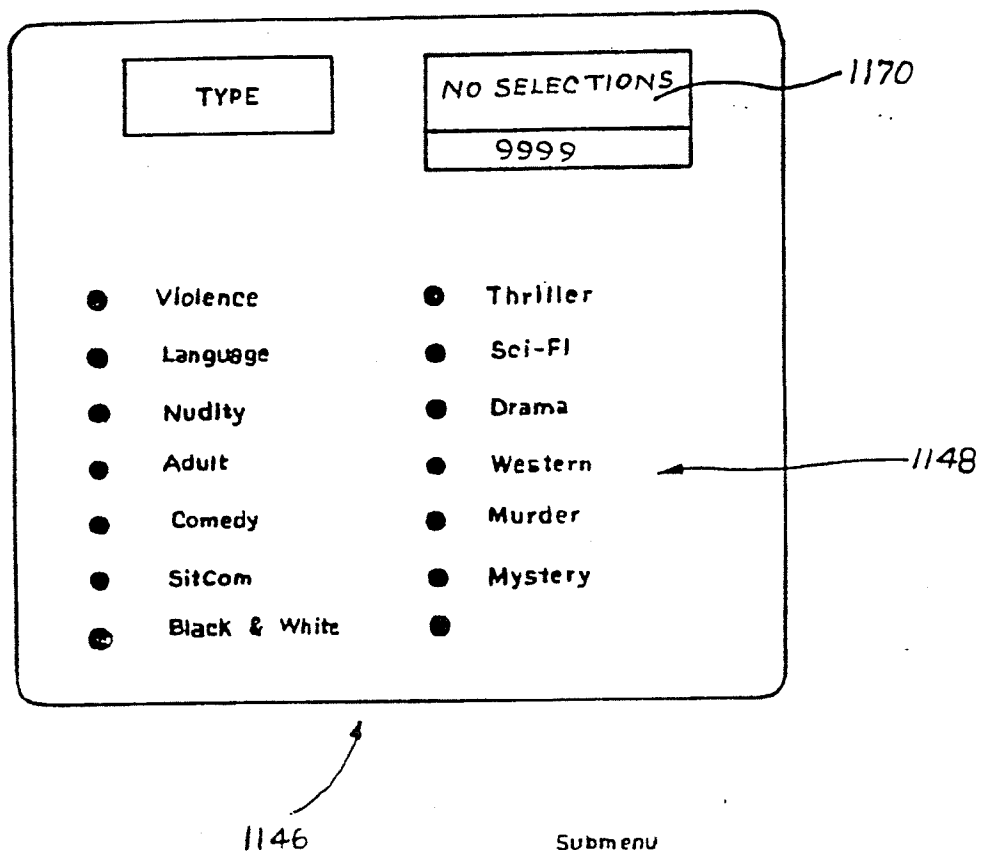 TYPE
NO SELECTIONS
1170
9999
Violence
Language
Nudity
Adult
Comedy
SitCom
Black & White
Thriller
Sci-Fi
Drama
Western
Murder
Mystery
1148
1146
Submenu